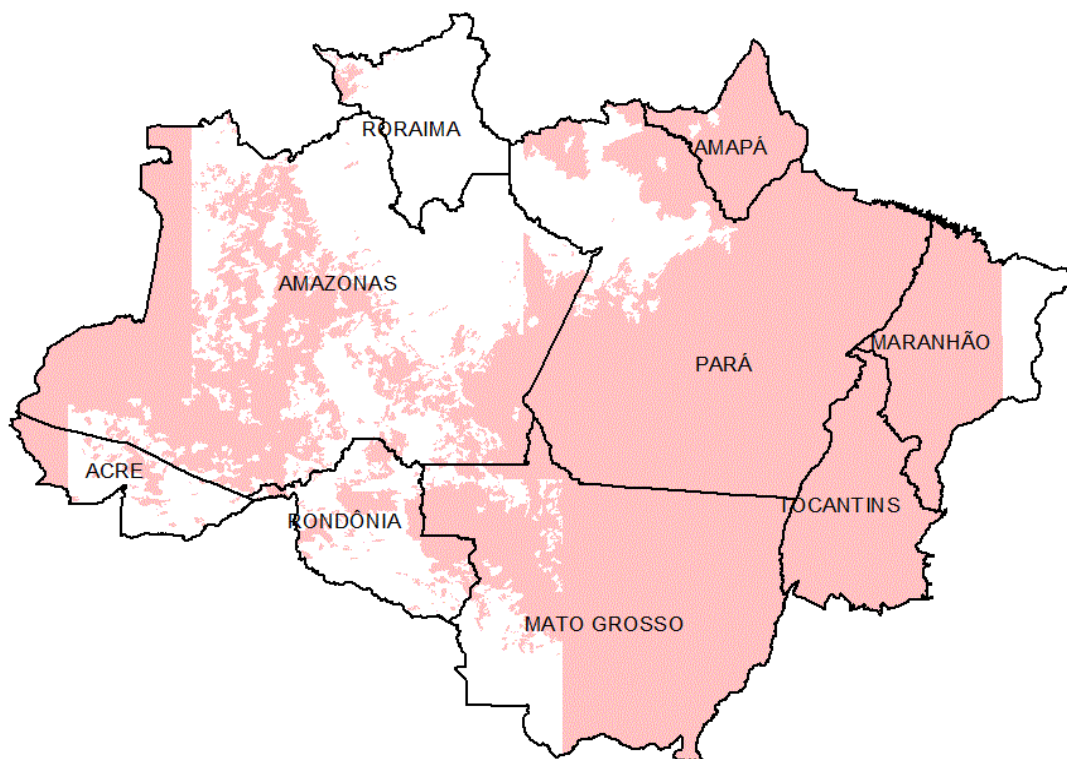 RORAIMA
AMAPÁ
AMAZONAS
MARANHÃO
PARÁ
ACRE
TOCANTINS
RONDÔNIA
MATO GROSSO